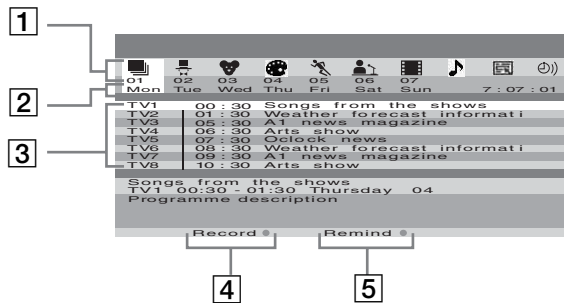 1
01 02 03 04 05 06 07
2
Mon Tue Wed Thu Fri Sat Sun 7 : 07 : 01
3
TV1 00 : 30 Songs from the shows
TV2 01 : 30 Weather forecast informati
TV3 05 : 30 A1 news magazine
TV4 06 : 30 Arts show
TV5 07 : 30 Oclock news
TV6 08 : 30 Weather forecast informati
TV7 09 : 30 A1 news magazine
TV8 10 : 30 Arts show
Songs from the shows
TV1 00:30 - 01:30 Thursday 04
Programme description
Record Remind
4 5